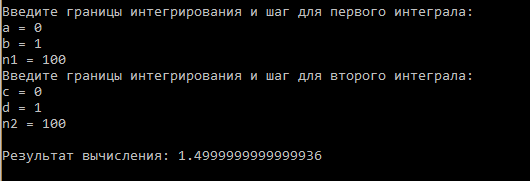 Введите границы интегрирования и шаг для первого интеграла:
a = 0
b = 1
n1 = 100
Введите границы интегрирования и шаг для второго интеграла:
c = 0
d = 1
n2 = 100
Результат вычисления: 1.4999999999999936